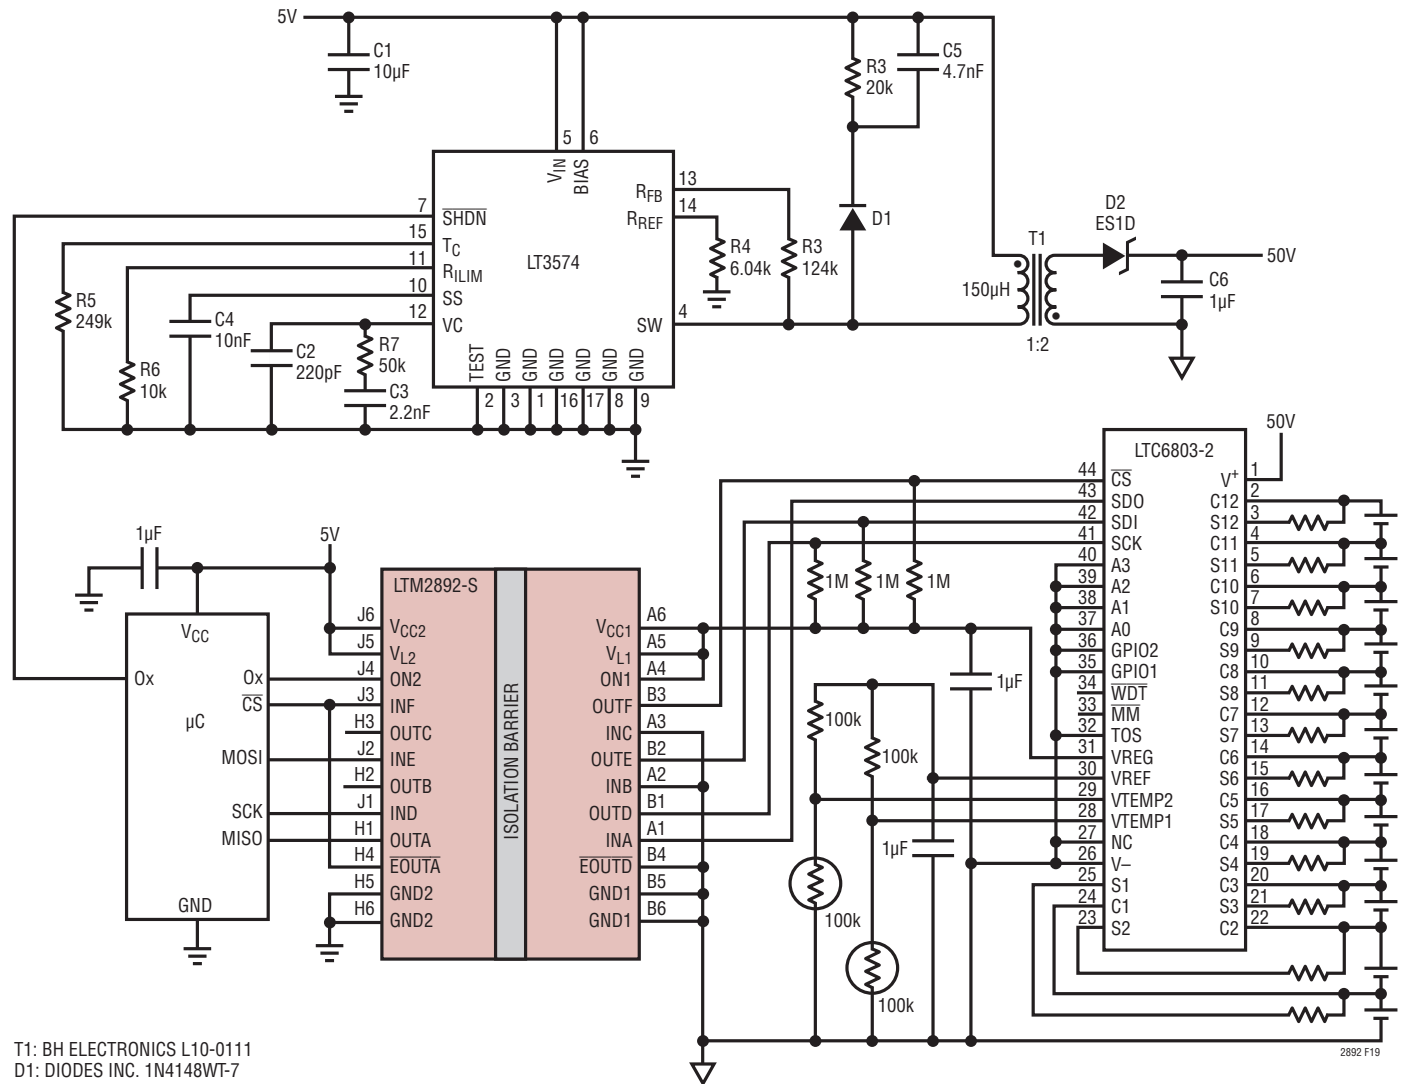 5V
C1
10µF
R3
20k
C5
4.7nF
5
6
VIN
BIAS
13
RFB
14
RREF
7
SHDN
15
TC
11
RILIM
10
SS
12
VC
LT3574
D1
D2
ES1D
T1
50V
R4
6.04k
R3
124k
150µH
C6
1µF
4
SW
1:2
R5
249k
C4
10nF
R6
10k
C2
220pF
R7
50k
C3
2.2nF
TEST
GND
GND
GND
GND
GND
GND
2
3
1
16
17
8
9
50V
LTC6803-2
44
CS
V+
1
43
SDO
C12
2
42
SDI
S12
3
41
SCK
C11
4
40
A3
S11
5
39
A2
C10
6
38
A1
S10
7
37
A0
C9
8
36
GPIO2
S9
9
35
GPIO1
C8
10
34
WDT
S8
11
33
MM
C7
12
32
TOS
S7
13
31
VREG
C6
14
30
VREF
S6
15
29
VTEMP2
C5
16
28
VTEMP1
S5
17
27
NC
C4
18
26
V–
S4
19
25
S1
C3
20
24
C1
S3
21
23
S2
C2
22
1µF
5V
VCC
Ox
Ox
CS
µC
MOSI
SCK
MISO
GND
LTM2892-S
ISOLATION BARRIER
J6
VCC2
VCC1
A6
J5
VL2
VL1
A5
J4
ON2
ON1
A4
J3
INF
OUTF
B3
H3
OUTC
INC
A3
J2
INE
OUTE
B2
H2
OUTB
INB
A2
J1
IND
OUTD
B1
H1
OUTA
INA
A1
H4
EOUTA
EOUTD
B4
H5
GND2
GND1
B5
H6
GND2
GND1
B6
1M
1M
1M
1µF
100k
100k
1µF
100k
100k
2892 F19
T1: BH ELECTRONICS L10-0111
D1: DIODES INC. 1N4148WT-7